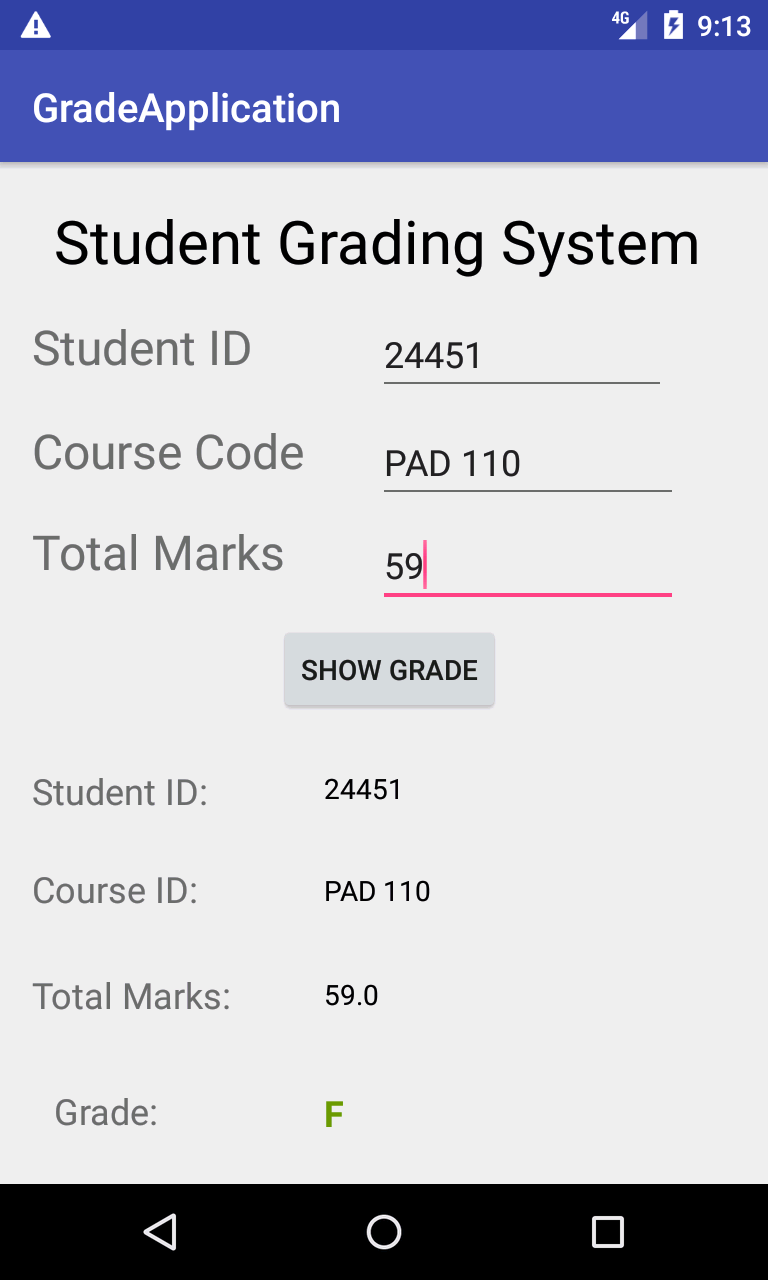 4G 9:13
GradeApplication
Student Grading System
Student ID 24451
Course Code PAD 110
Total Marks 59
SHOW GRADE
Student ID: 24451
Course ID: PAD 110
Total Marks: 59.0
Grade: F